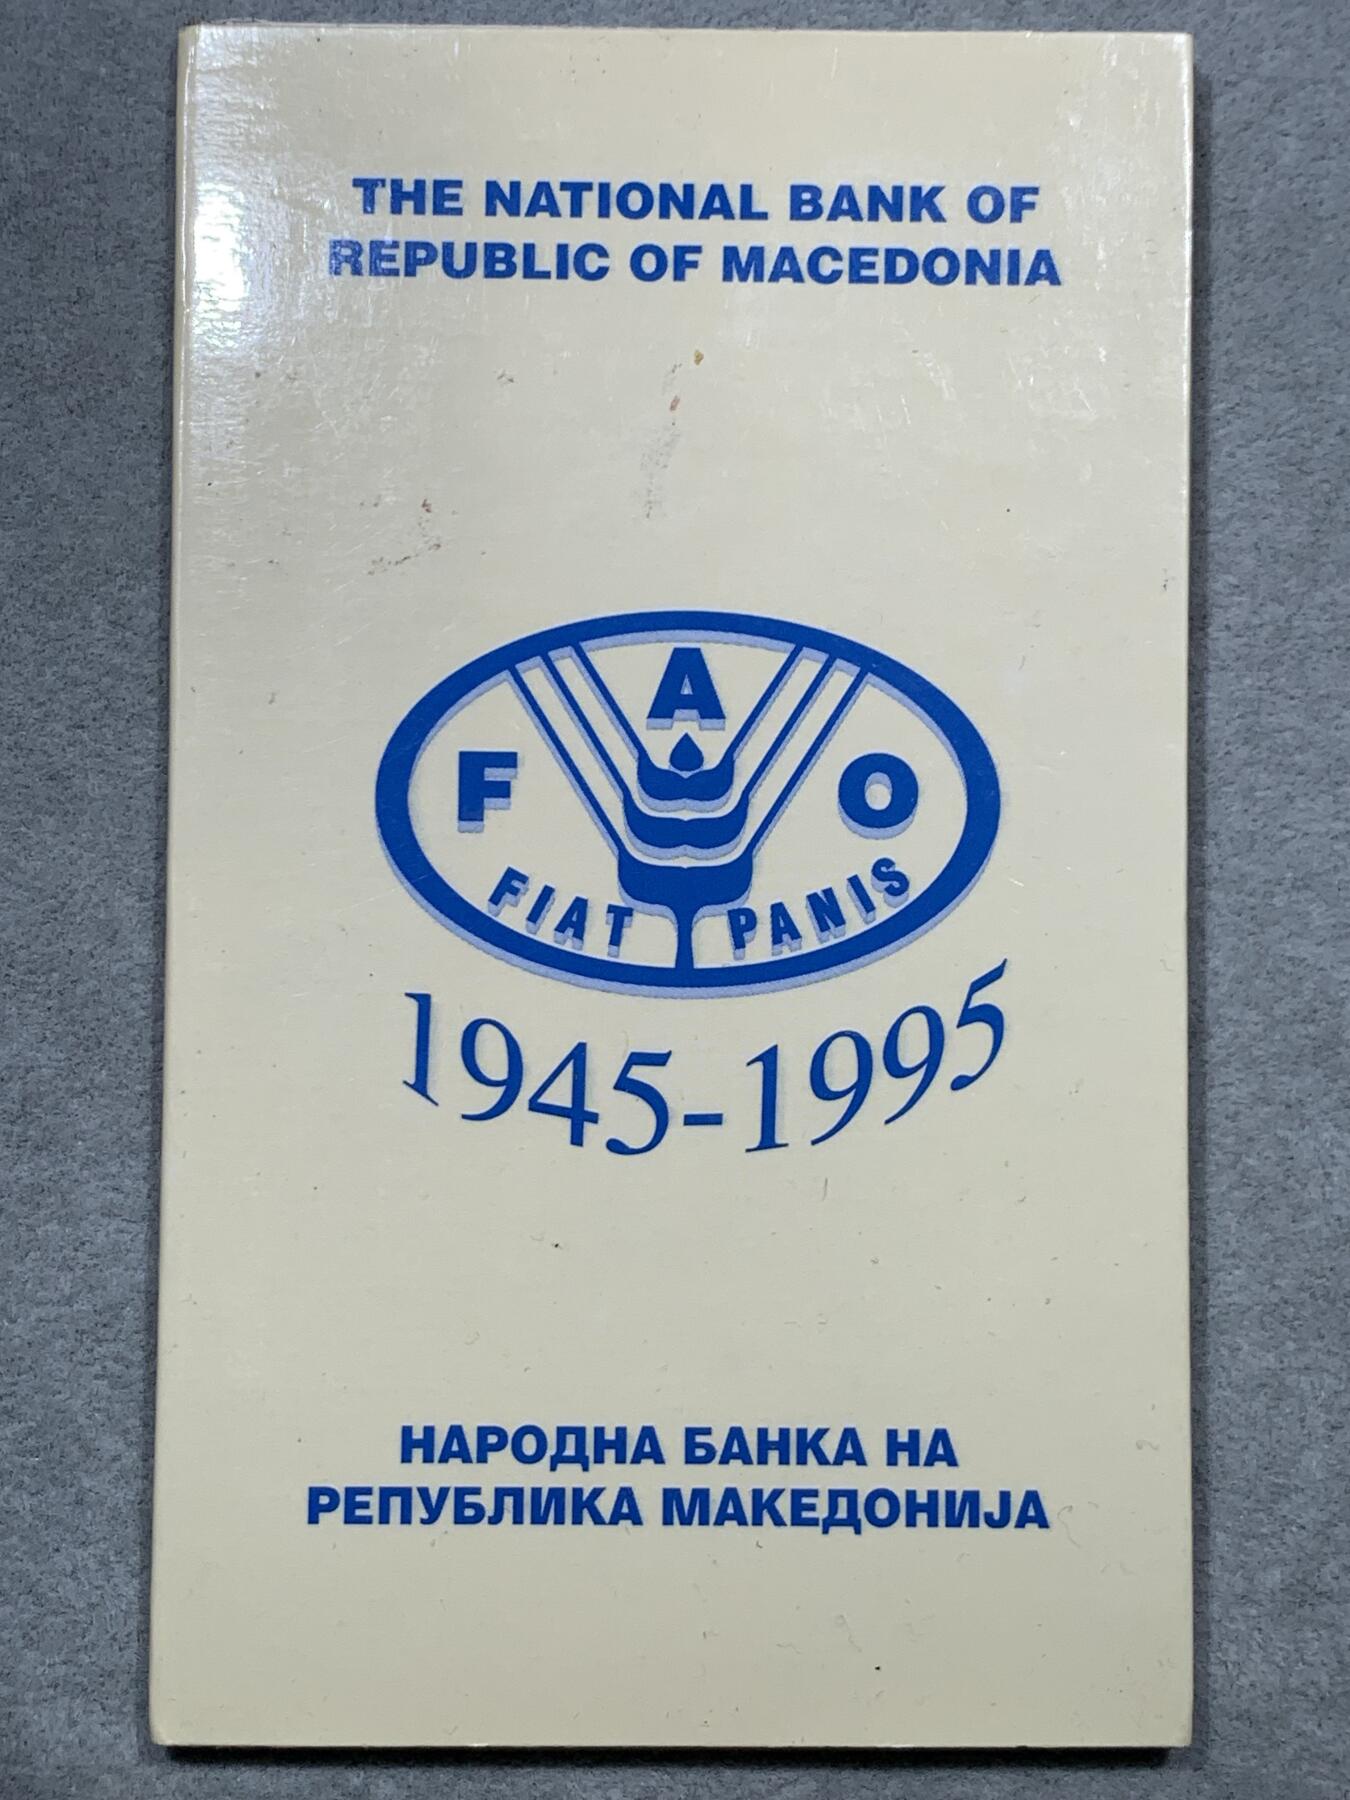 THE NATIONAL BANK OF
REPUBLIC OF MACEDONIA
F A O
FIAT PANIS
1945-1995
НАРОДНА БАНКА НА
РЕПУБЛИКА МАКЕДОНИЈА